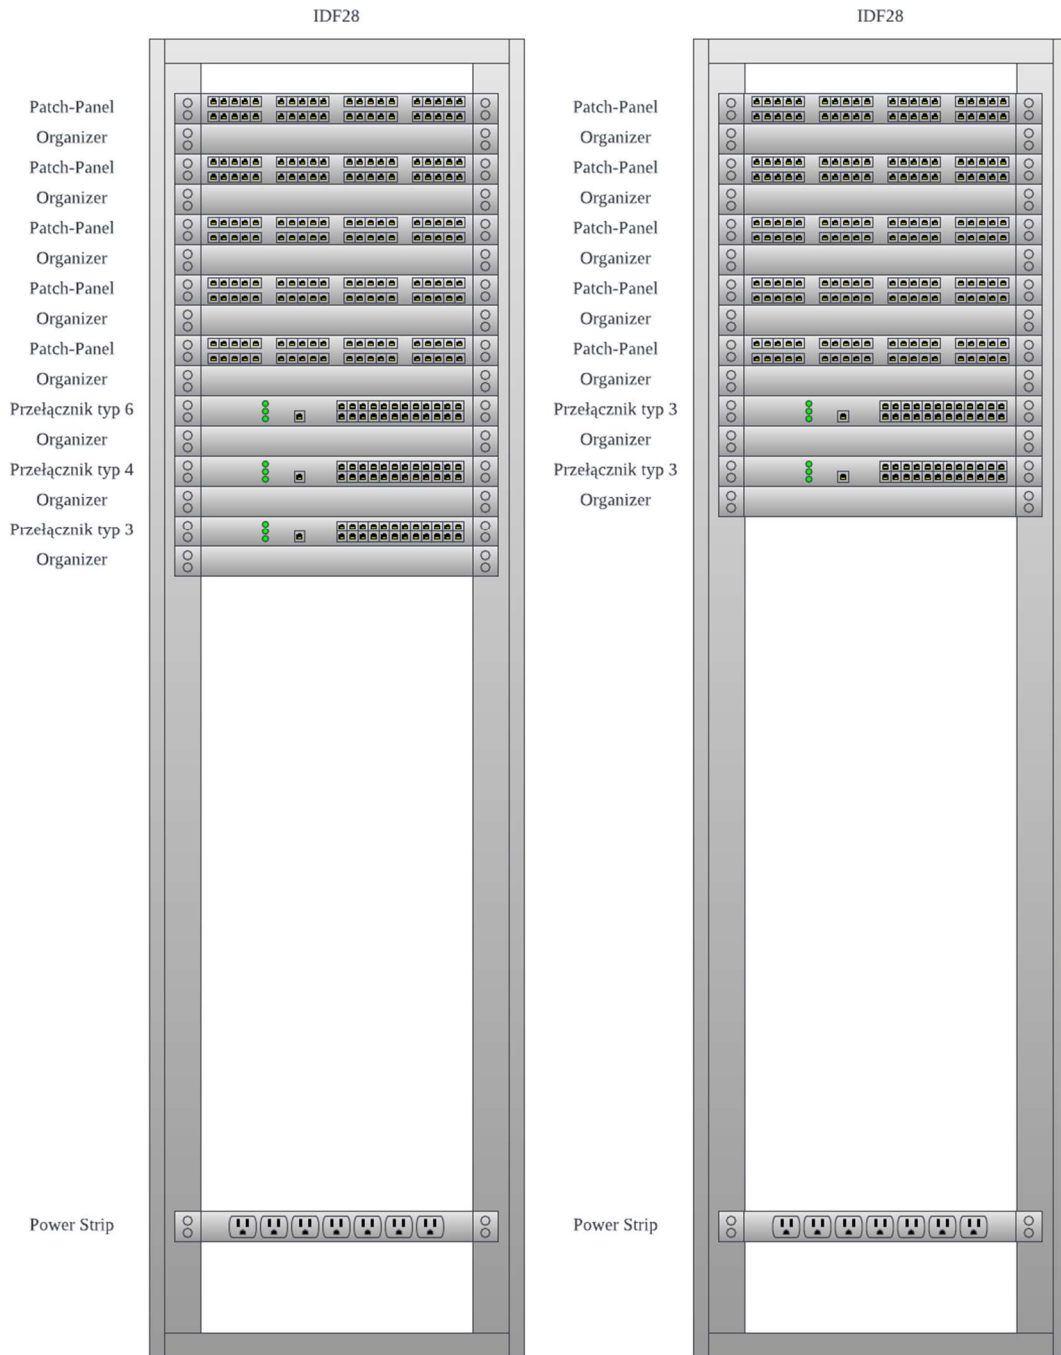 IDF28
Patch-Panel
Organizer
Patch-Panel
Organizer
Patch-Panel
Organizer
Patch-Panel
Organizer
Patch-Panel
Organizer
Przełącznik typ 6
Organizer
Przełącznik typ 4
Organizer
Przełącznik typ 3
Organizer
Power Strip
IDF28
Patch-Panel
Organizer
Patch-Panel
Organizer
Patch-Panel
Organizer
Patch-Panel
Organizer
Patch-Panel
Organizer
Przełącznik typ 3
Organizer
Przełącznik typ 3
Organizer
Power Strip